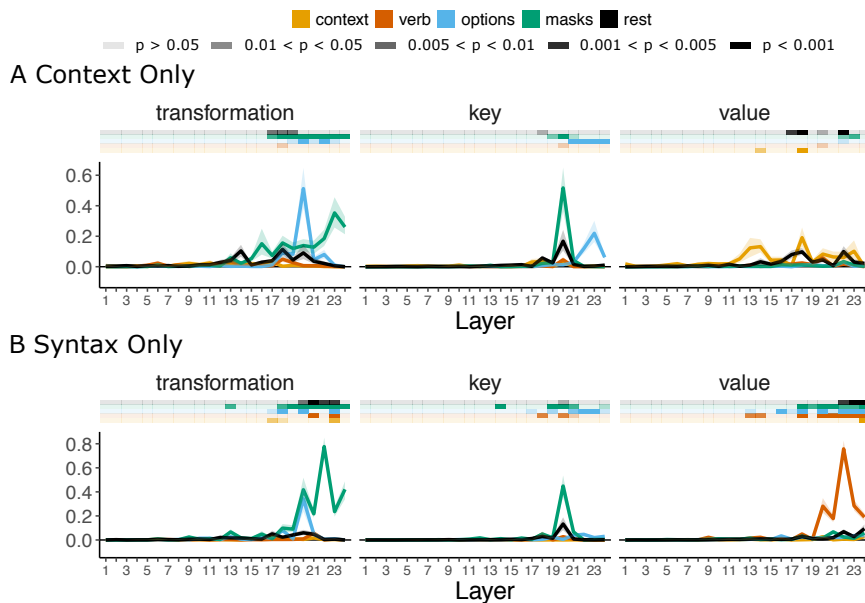 context verb options masks rest
p > 0.05 0.01 < p < 0.05 0.005 < p < 0.01 0.001 < p < 0.005 p < 0.001
A Context Only
transformation key value
0.6
0.4
0.2
0.0
1 3 5 7 9 11 13 15 17 19 21 23 1 3 5 7 9 11 13 15 17 19 21 23 1 3 5 7 9 11 13 15 17 19 21 23
Layer
B Syntax Only
transformation key value
0.8
0.6
0.4
0.2
0.0
1 3 5 7 9 11 13 15 17 19 21 23 1 3 5 7 9 11 13 15 17 19 21 23 1 3 5 7 9 11 13 15 17 19 21 23
Layer